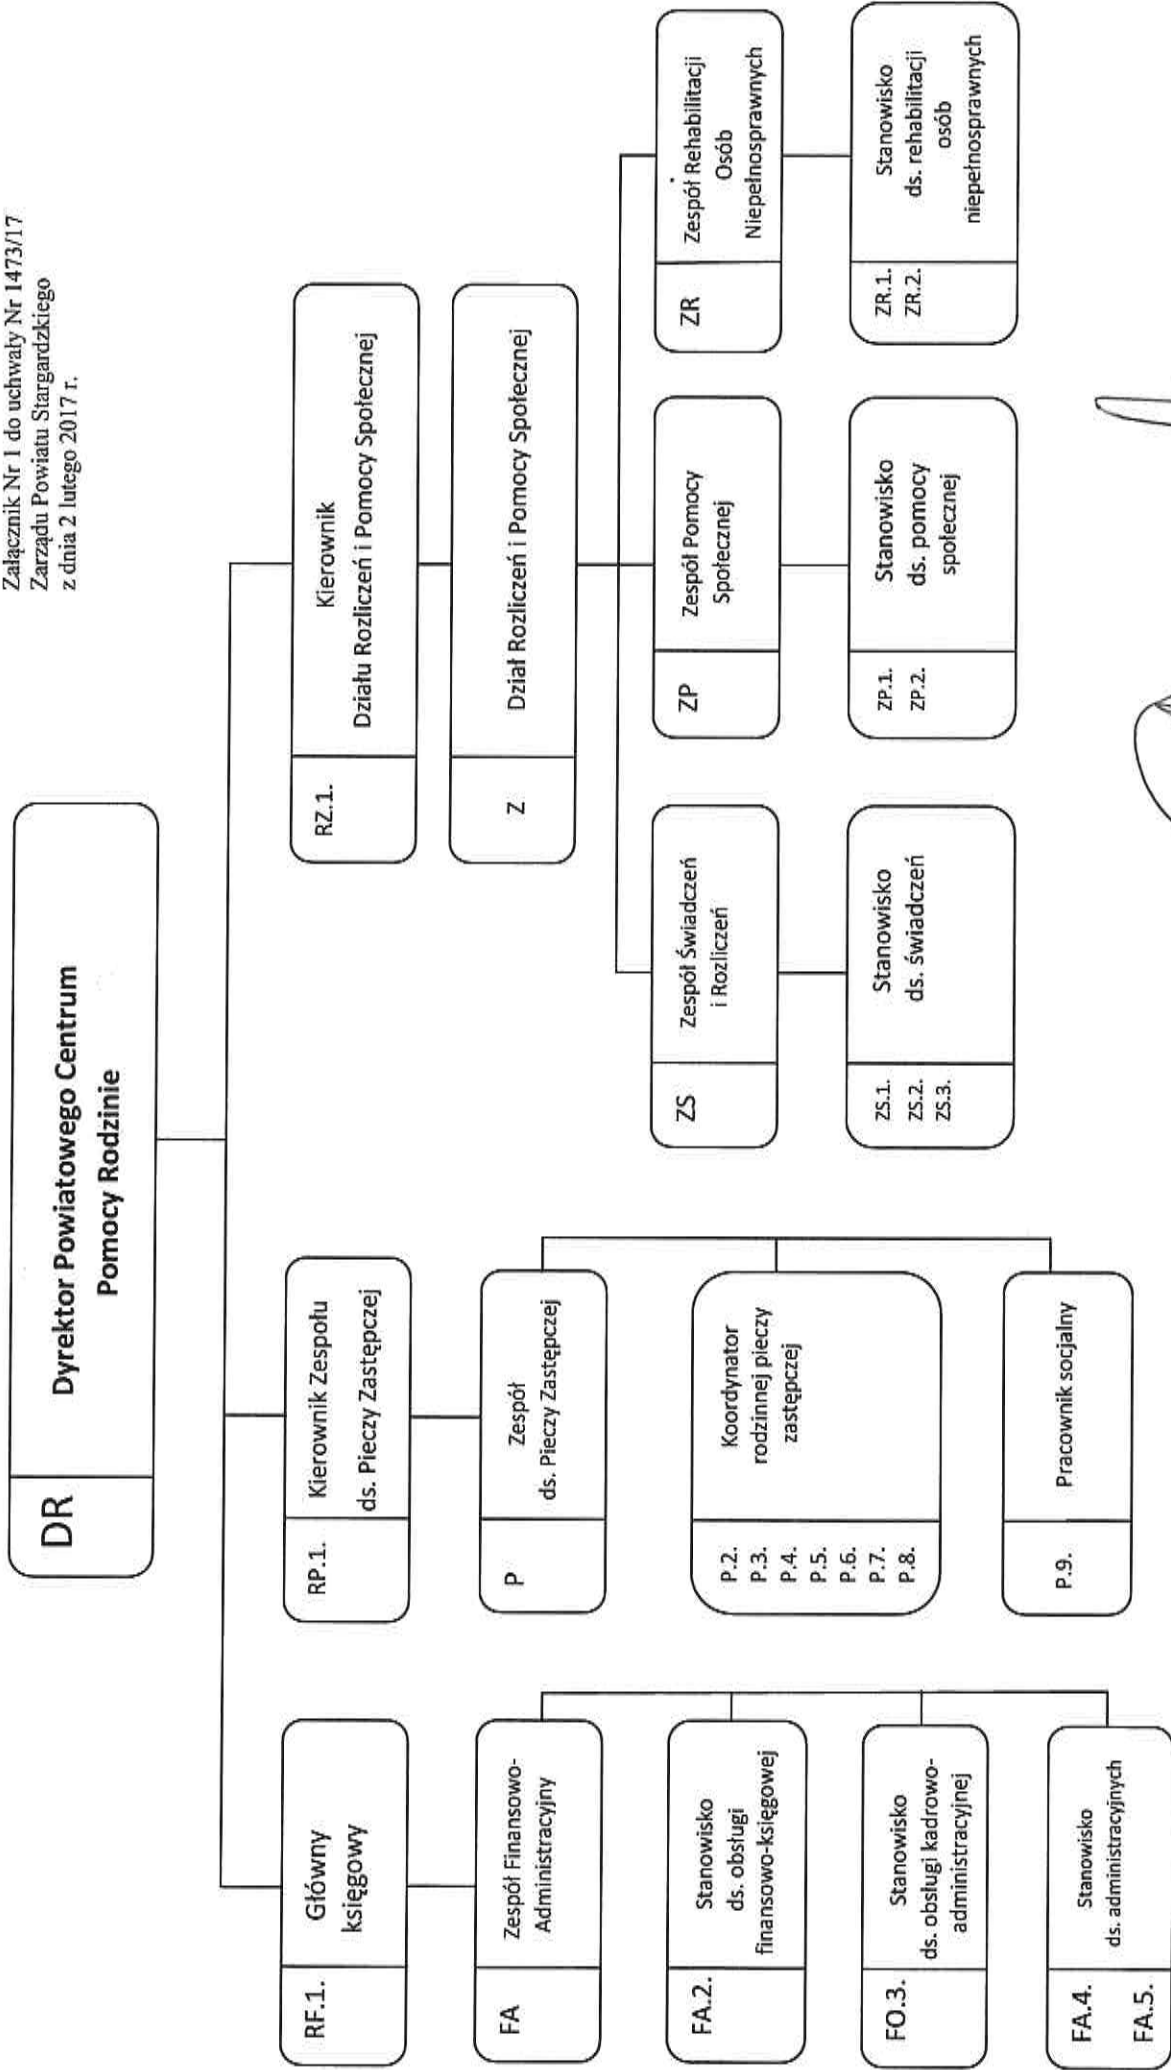 Załącznik Nr 1 do uchwały Nr 1473/17
Zarządu Powiatu Stargardzkiego
z dnia 2 lutego 2017 r.
DR
Dyrektor Powiatowego Centrum
Pomocy Rodzinie
RF.1.
Główny
księgowy
FA
Zespół Finansowo-
Administracyjny
FA.2.
Stanowisko
ds. obsługi
finansowo-księgowej
FO.3.
Stanowisko
ds. obsługi kadrowo-
administracyjnej
FA.4.
FA.5.
Stanowisko
ds. administracyjnych
RP.1.
Kierownik Zespołu
ds. Pieczy Zastępczej
P
Zespół
ds. Pieczy Zastępczej
P.2.
P.3.
P.4.
P.5.
P.6.
P.7.
P.8.
Koordynator
rodzinnej pieczy
zastępczej
P.9.
Pracownik socjalny
RZ.1.
Kierownik
Działu Rozliczeń i Pomocy Społecznej
Z
Dział Rozliczeń i Pomocy Społecznej
ZS
Zespół Świadczeń
i Rozliczeń
ZS.1.
ZS.2.
ZS.3.
Stanowisko
ds. świadczeń
ZP
Zespół Pomocy
Społecznej
ZP.1.
ZP.2.
Stanowisko
ds. pomocy
społecznej
ZR
Zespół Rehabilitacji
Osób
Niepełnosprawnych
ZR.1.
ZR.2.
Stanowisko
ds. rehabilitacji
osób
niepełnosprawnych